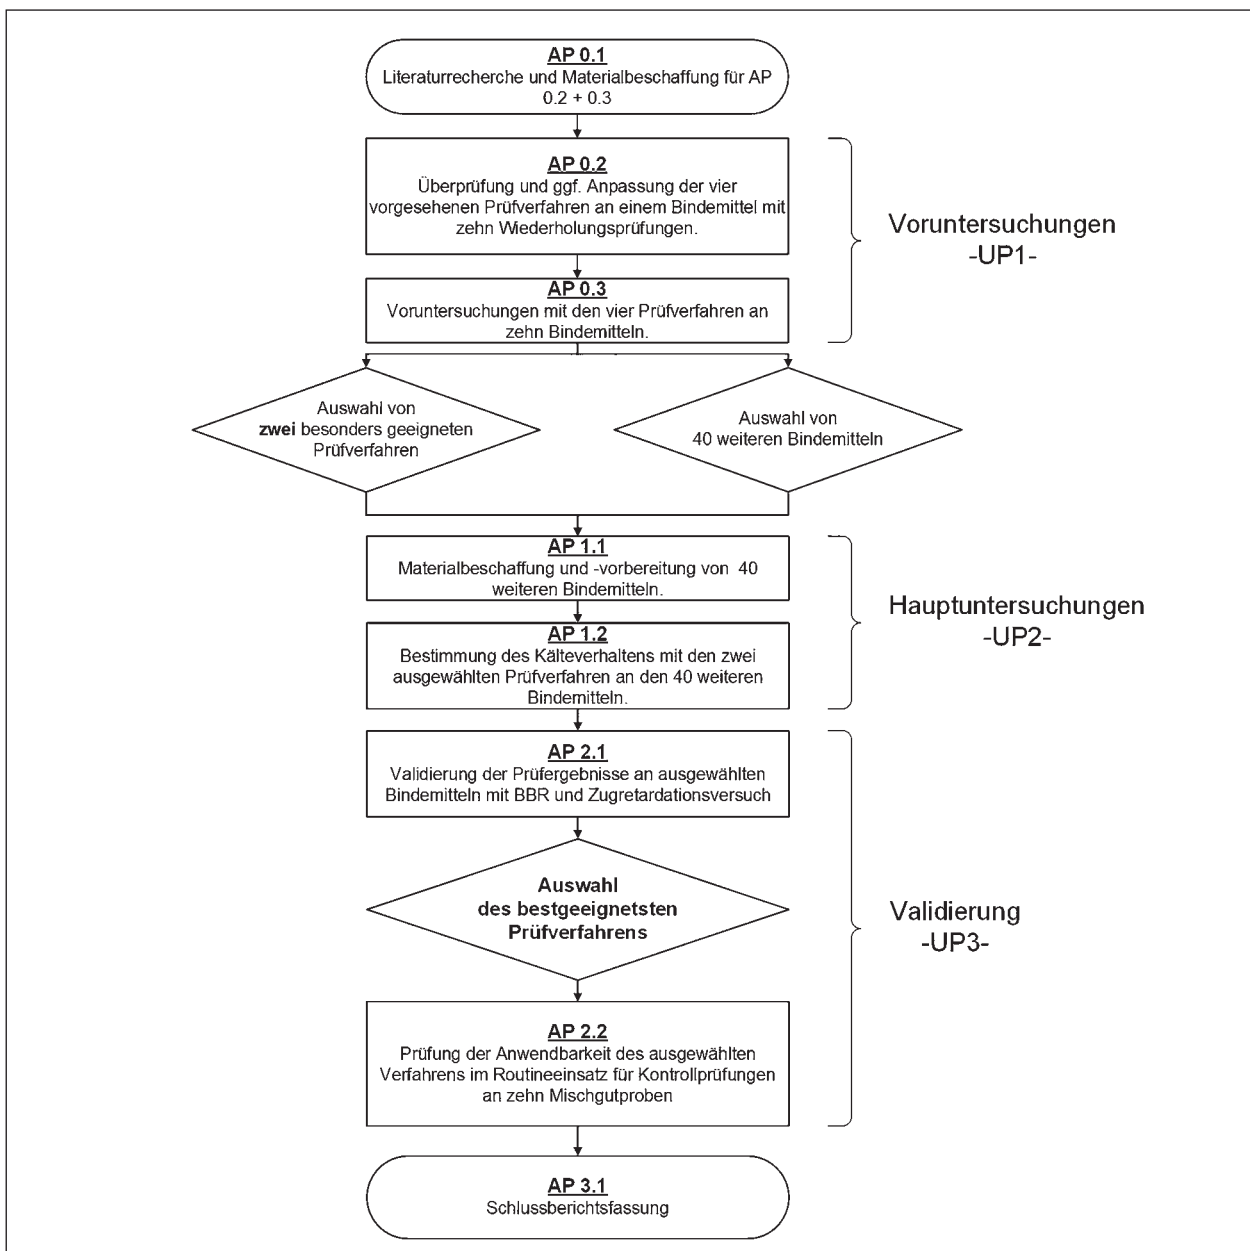 AP 0.1
Literaturrecherche und Materialbeschaffung für AP
0.2 + 0.3
AP 0.2
Überprüfung und ggf. Anpassung der vier
vorgesehenen Prüfverfahren an einem Bindemittel mit
zehn Wiederholungsprüfungen.
Voruntersuchungen
-UP1-
AP 0.3
Voruntersuchungen mit den vier Prüfverfahren an
zehn Bindemitteln.
Auswahl von
zwei besonders geeigneten
Prüfverfahren
Auswahl von
40 weiteren Bindemitteln
AP 1.1
Materialbeschaffung und -vorbereitung von 40
weiteren Bindemitteln.
Hauptuntersuchungen
-UP2-
AP 1.2
Bestimmung des Kälteverhaltens mit den zwei
ausgewählten Prüfverfahren an den 40 weiteren
Bindemitteln.
AP 2.1
Validierung der Prüfergebnisse an ausgewählten
Bindemitteln mit BBR und Zugretardationsversuch
Auswahl
des bestgeeignetsten
Prüfverfahrens
Validierung
-UP3-
AP 2.2
Prüfung der Anwendbarkeit des ausgewählten
Verfahrens im Routineeinsatz für Kontrollprüfungen
an zehn Mischgutproben
AP 3.1
Schlussberichtsfassung